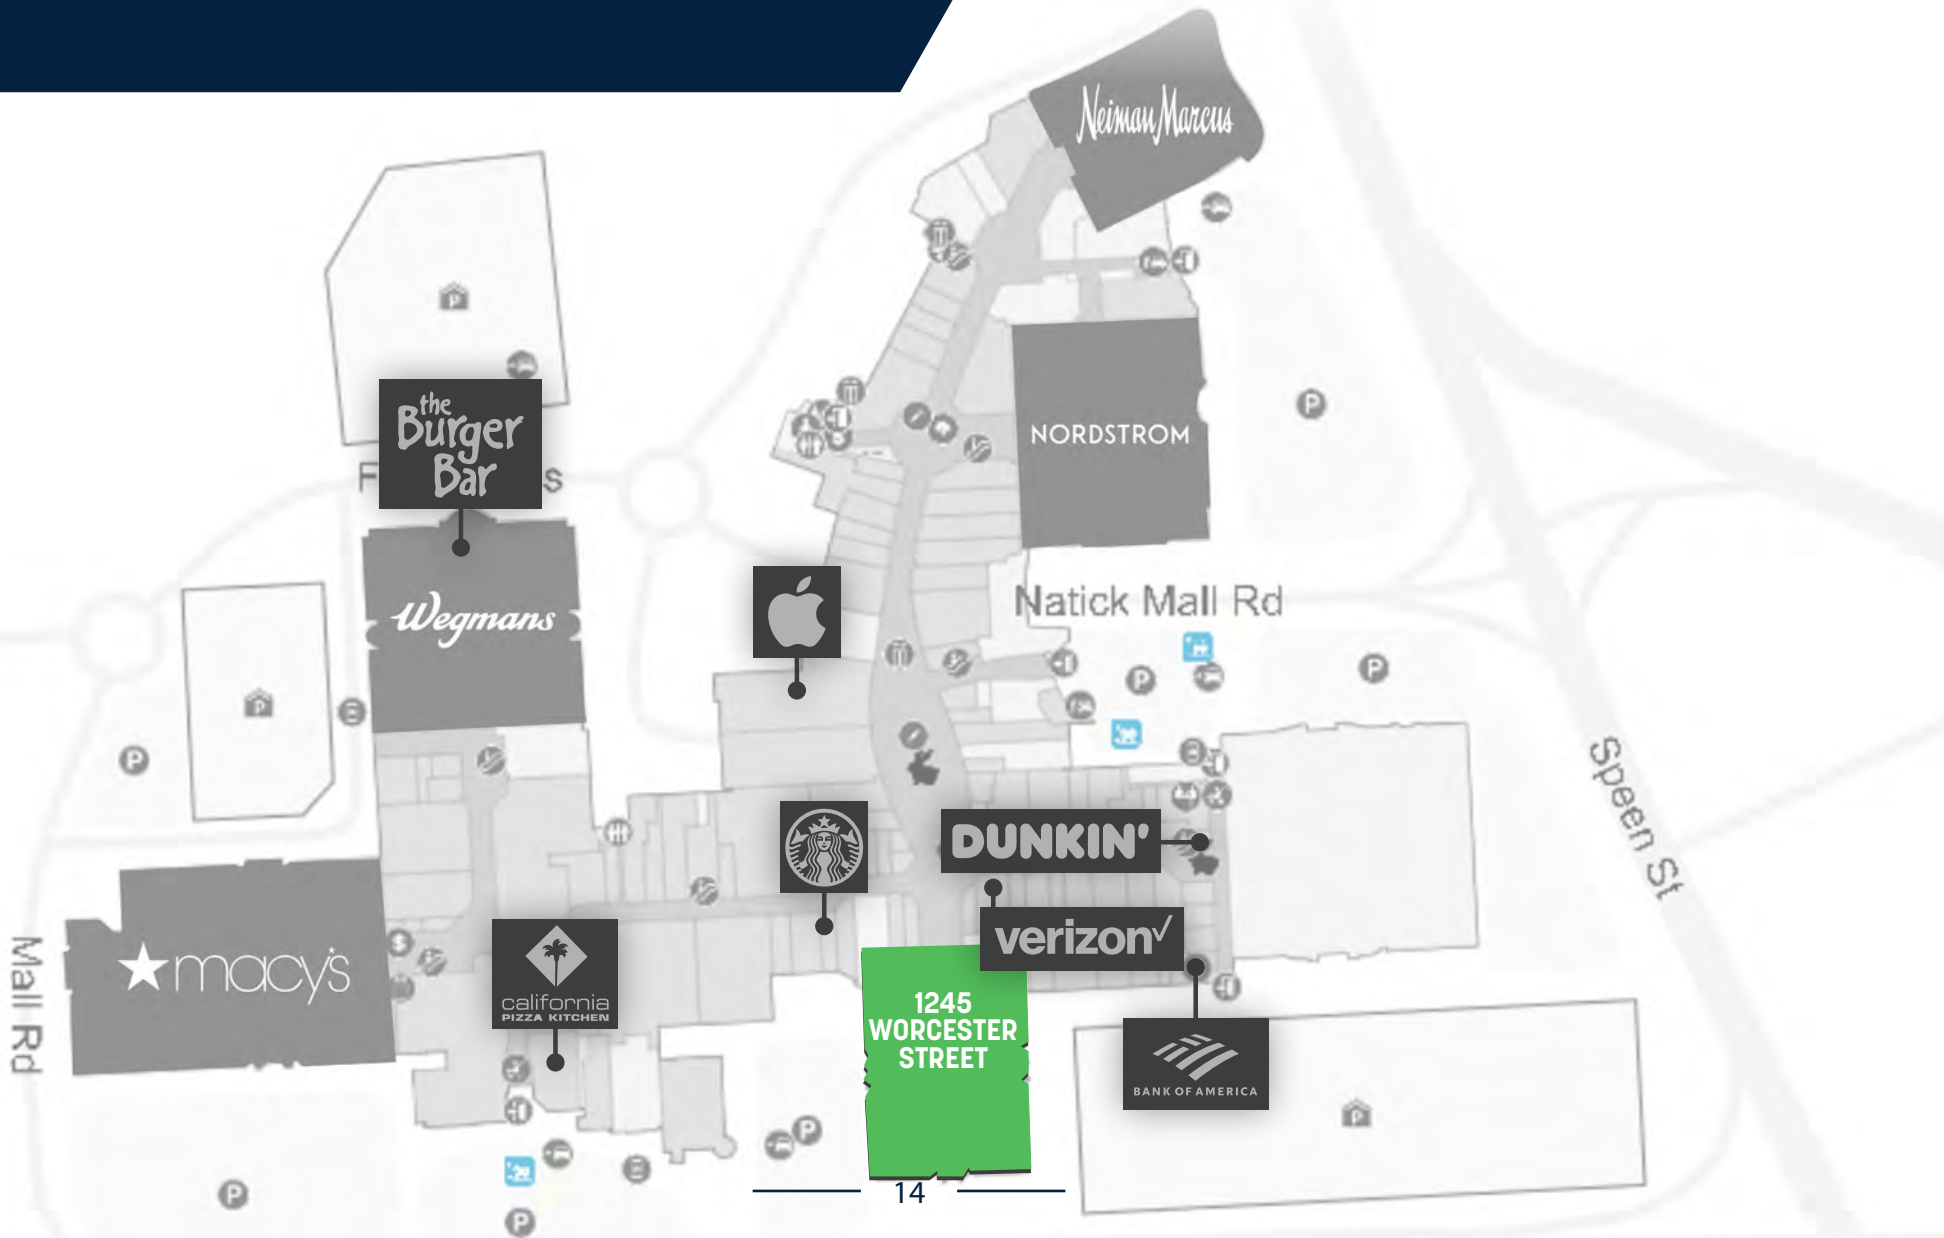 Neiman Marcus
the
Burger
Bar
F
s
NORDSTROM
Wegmans
Natick Mall Rd
Speen St
DUNKIN'
verizon
macy's
california
PIZZA KITCHEN
Mall Rd
1245
WORCESTER
STREET
BANK OF AMERICA
P
P
P
P
P
P
P
P
P
P
14